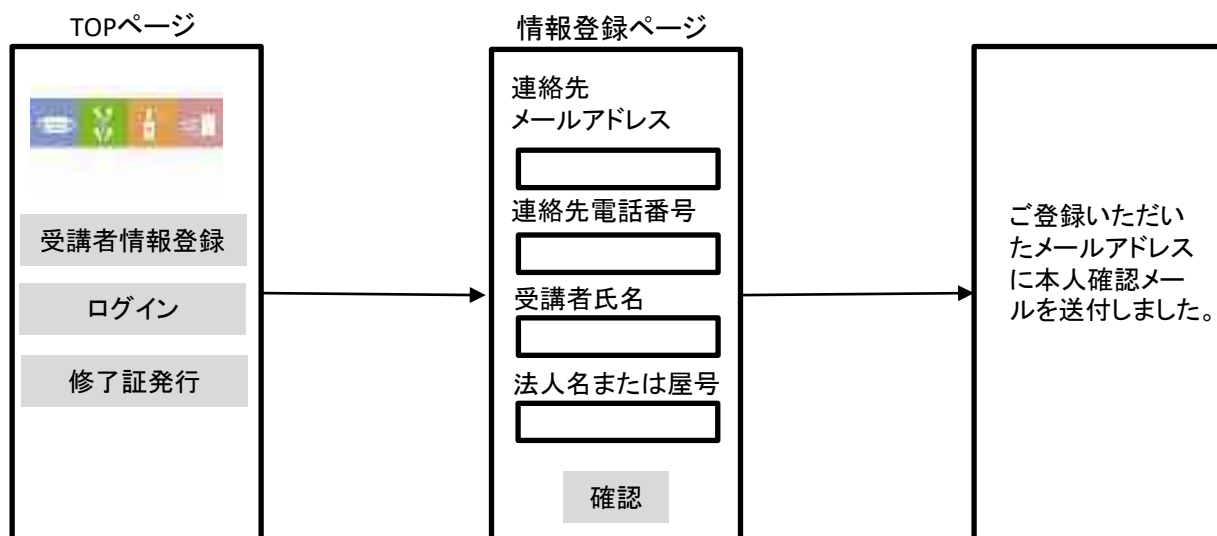 TOPページ
受講者情報登録
ログイン
修了証発行
情報登録ページ
連絡先
メールアドレス
連絡先電話番号
受講者氏名
法人名または屋号
確認
ご登録いただい
たメールアドレス
に本人確認メー
ルを送付しました。